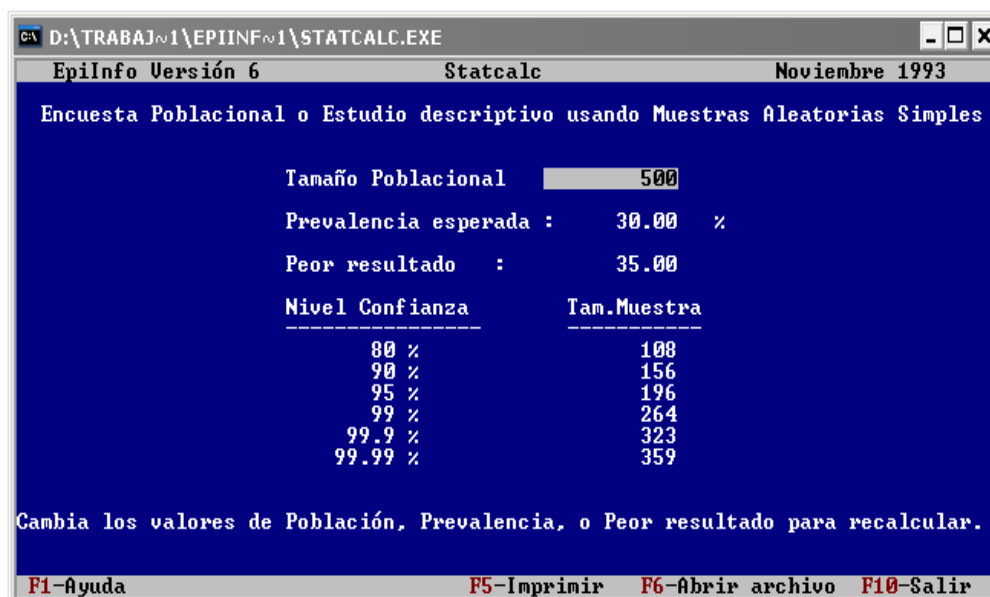 D:\TRABAJ~1\EPIINF~1\STATCALC.EXE
EpiInfo Versión 6 Statcalc Noviembre 1993
Encuesta Poblacional o Estudio descriptivo usando Muestras Aleatorias Simples
Tamaño Poblacional 500
Prevalencia esperada : 30.00 %
Peor resultado : 35.00
Nivel Confianza Tam.Muestra
----------------- -----------
80 % 108
90 % 156
95 % 196
99 % 264
99.9 % 323
99.99 % 359
Cambia los valores de Población, Prevalencia, o Peor resultado para recalcular.
F1-Ayuda F5-Imprimir F6-Abrir archivo F10-Salir